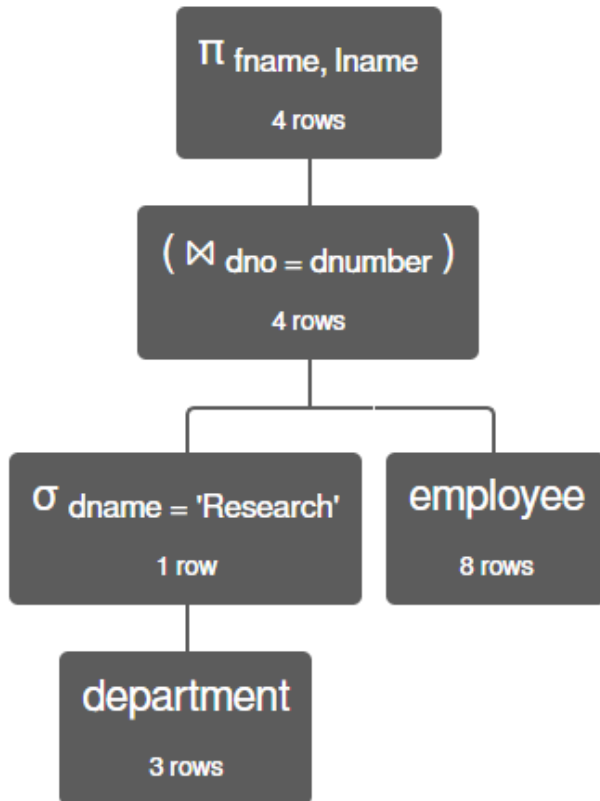 π fname, lname
4 rows
( ⋈ dno = dnumber )
4 rows
σ dname = 'Research'
1 row
employee
8 rows
department
3 rows